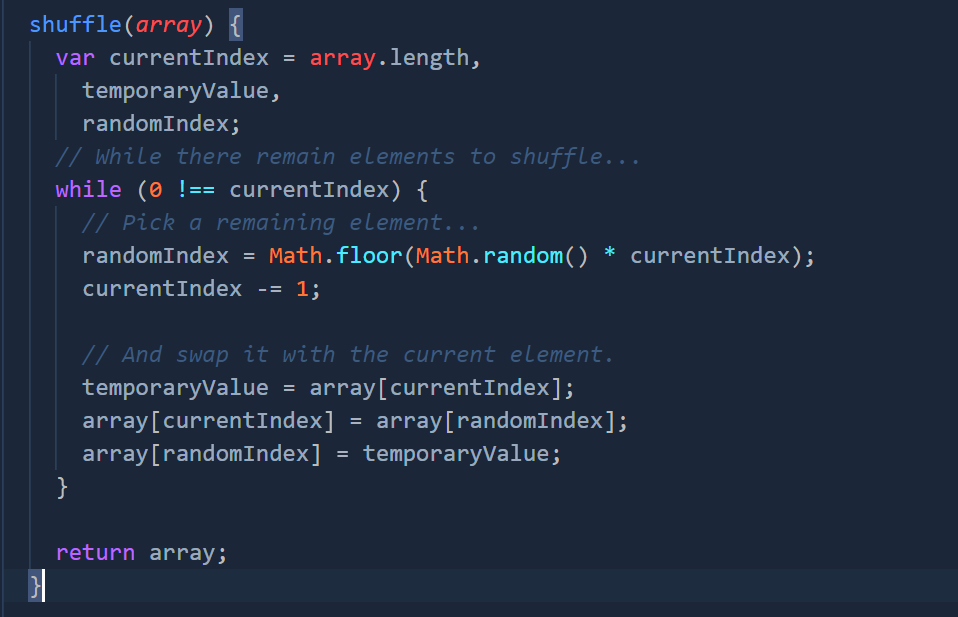 shuffle(array) {
  var currentIndex = array.length,
    temporaryValue,
    randomIndex;
  // While there remain elements to shuffle...
  while (0 !== currentIndex) {
    // Pick a remaining element...
    randomIndex = Math.floor(Math.random() * currentIndex);
    currentIndex -= 1;

    // And swap it with the current element.
    temporaryValue = array[currentIndex];
    array[currentIndex] = array[randomIndex];
    array[randomIndex] = temporaryValue;
  }

  return array;
}